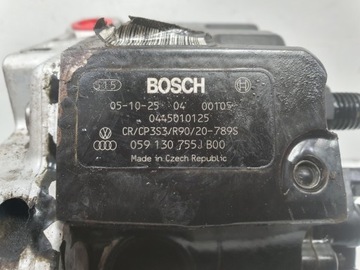 515 BOSCH
05-10-25 04 00105
0445010125
CR/CP3S3/R90/20-789S
059 130 755J B00
Made in Czech Republic